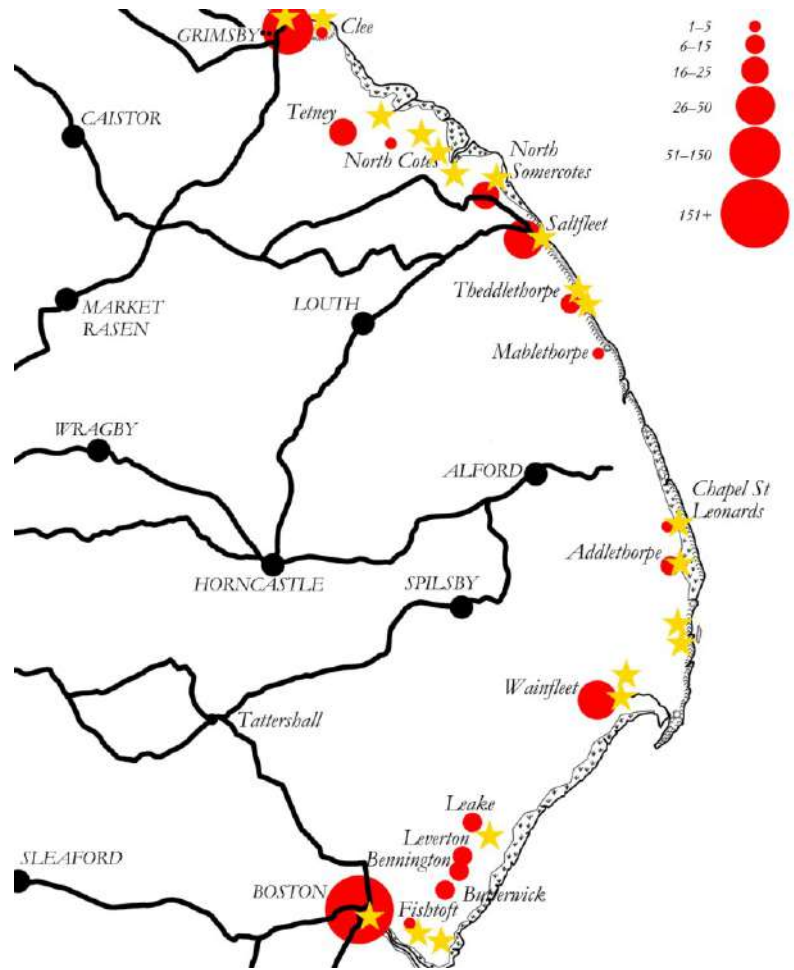 GRIMSBY
Clee
1–5
6–15
16–25
26–50
51–150
151+
CAISTOR
Tetney
North Cotes
North
Somercotes
Saltfleet
MARKET
RASEN
LOUTH
Theddlethorpe
Mablethorpe
WRAGBY
ALFORD
Chapel St
Leonards
Addlethorpe
HORNCASTLE
SPILSBY
Wainfleet
Tattershall
Leake
Leverton
Bennington
Butterwick
SLEAFORD
BOSTON
Fishtoft